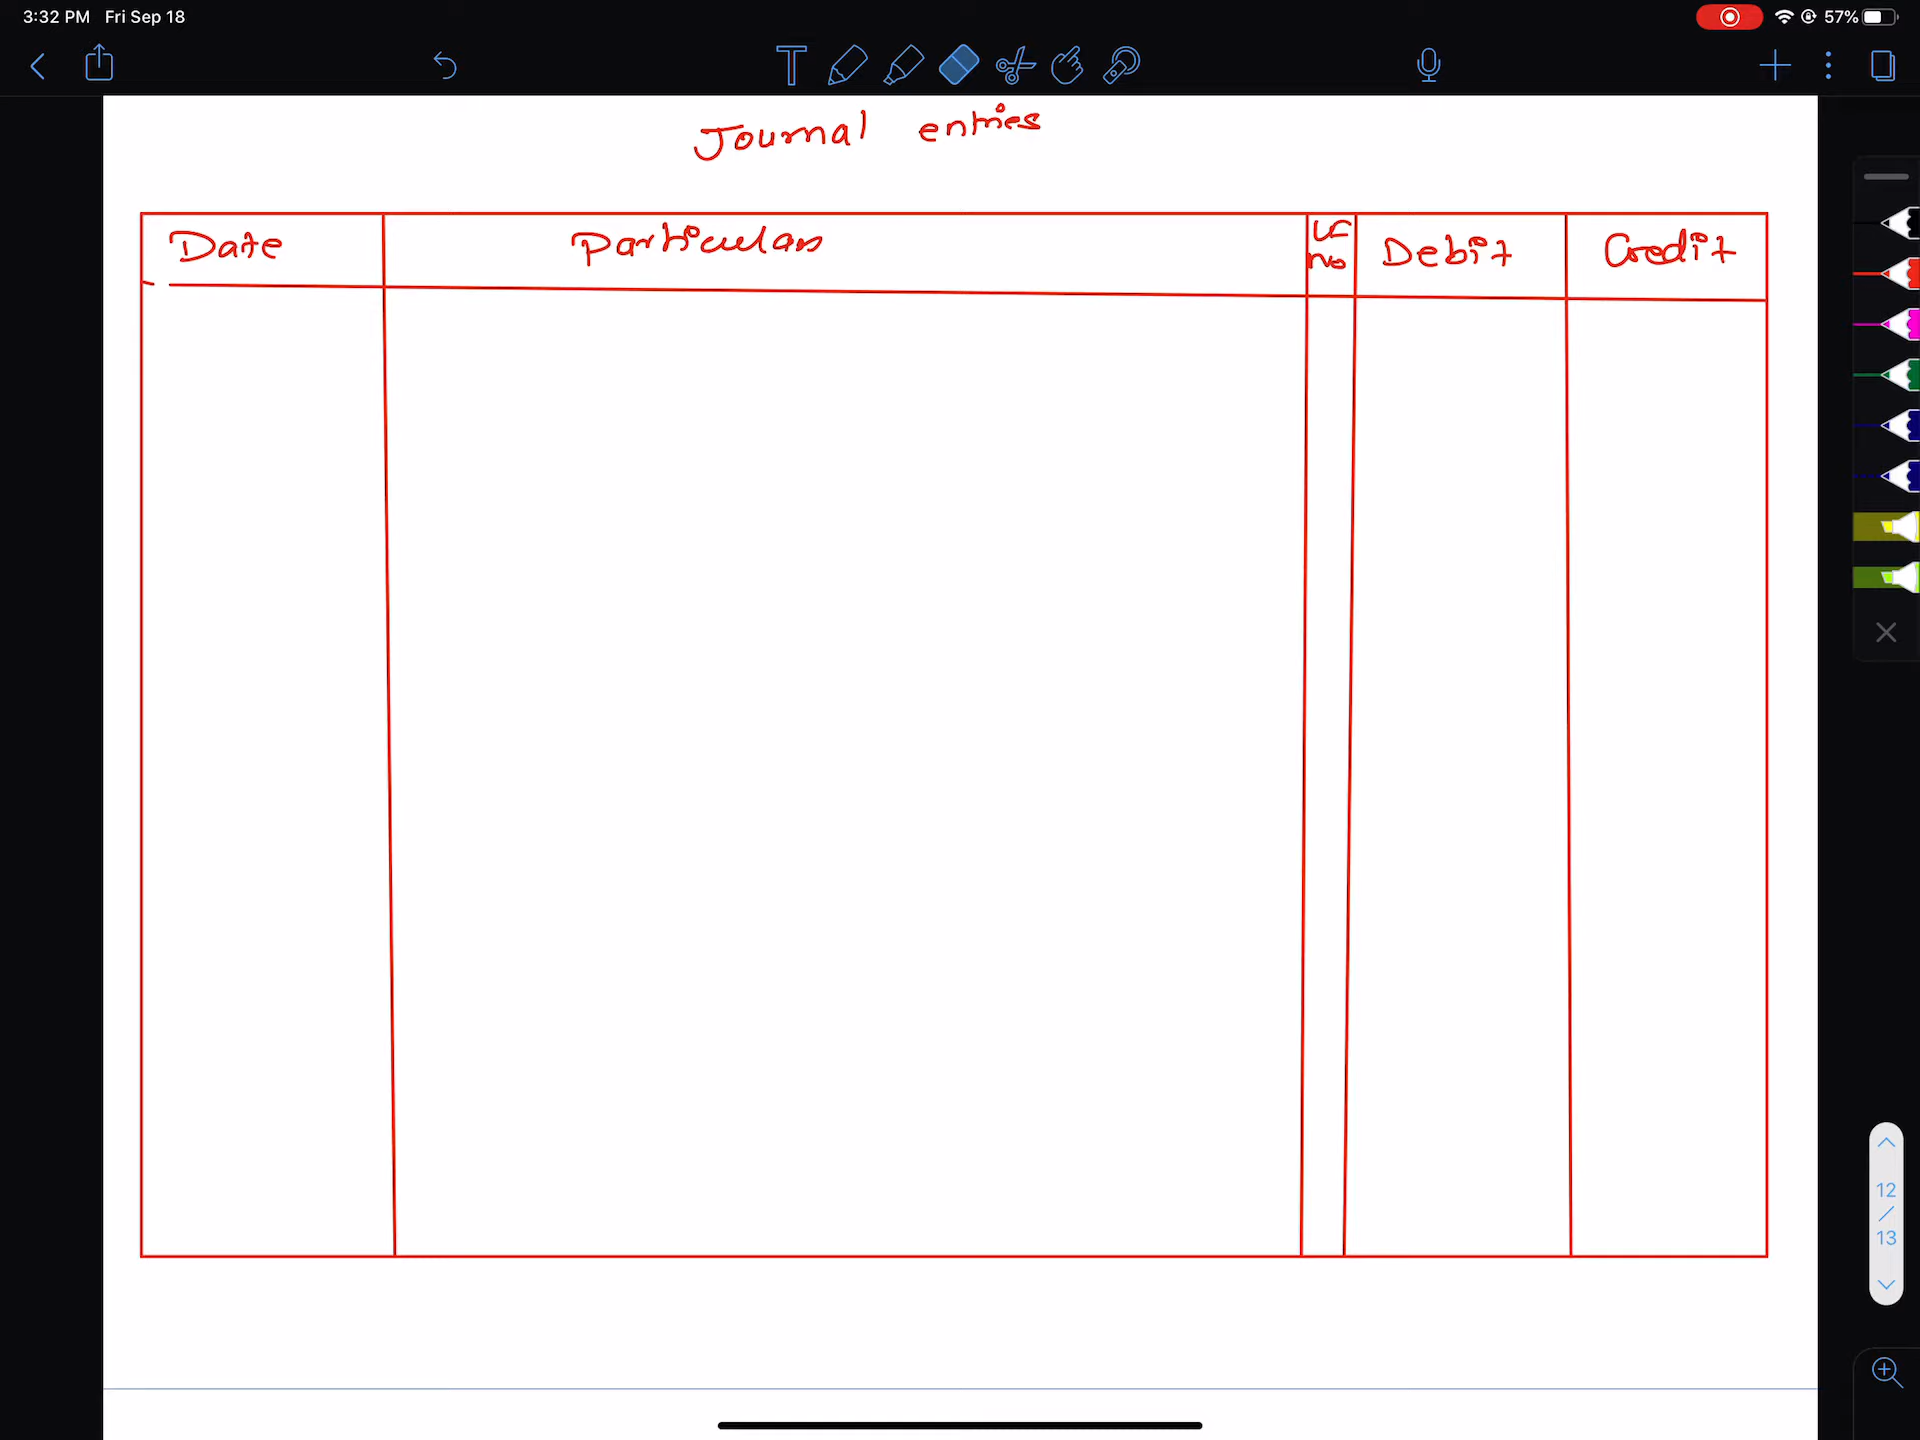 3:32 PM Fri Sep 18
57%
Journal entries
Date Particulars LF Debit Credit
no
12
/
13